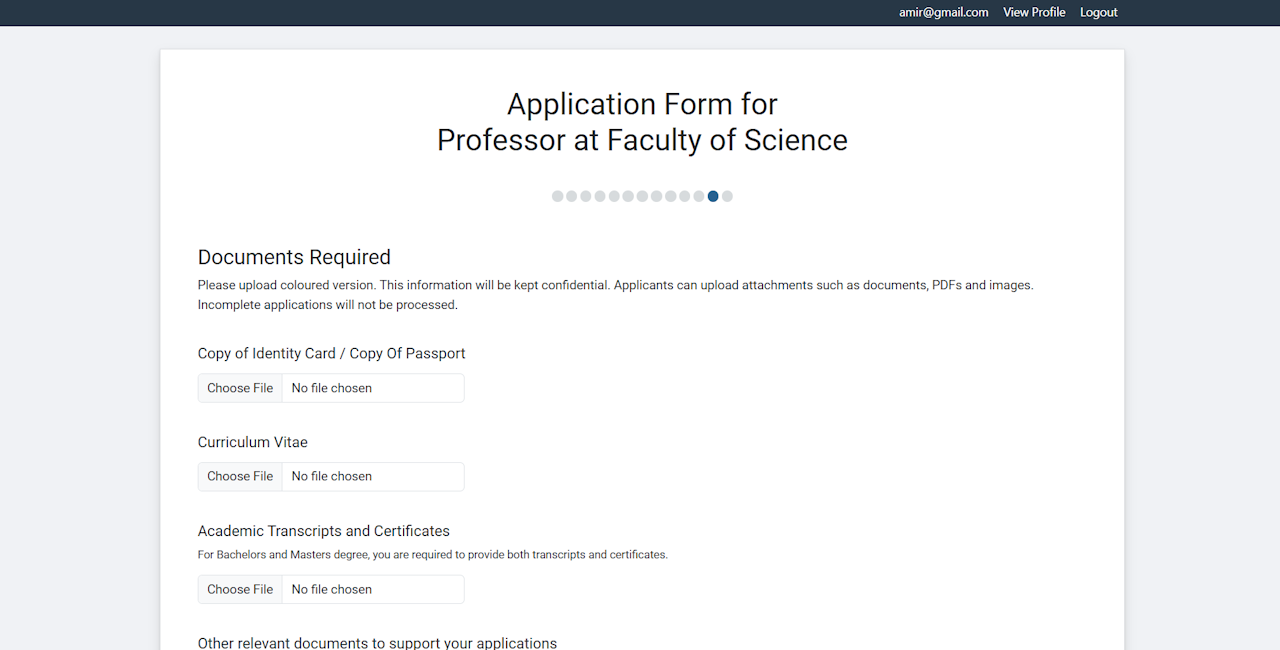 amir@gmail.com View Profile Logout
Application Form for
Professor at Faculty of Science
Documents Required
Please upload coloured version. This information will be kept confidential. Applicants can upload attachments such as documents, PDFs and images.
Incomplete applications will not be processed.
Copy of Identity Card / Copy Of Passport
Choose File No file chosen
Curriculum Vitae
Choose File No file chosen
Academic Transcripts and Certificates
For Bachelors and Masters degree, you are required to provide both transcripts and certificates.
Choose File No file chosen
Other relevant documents to support your applications